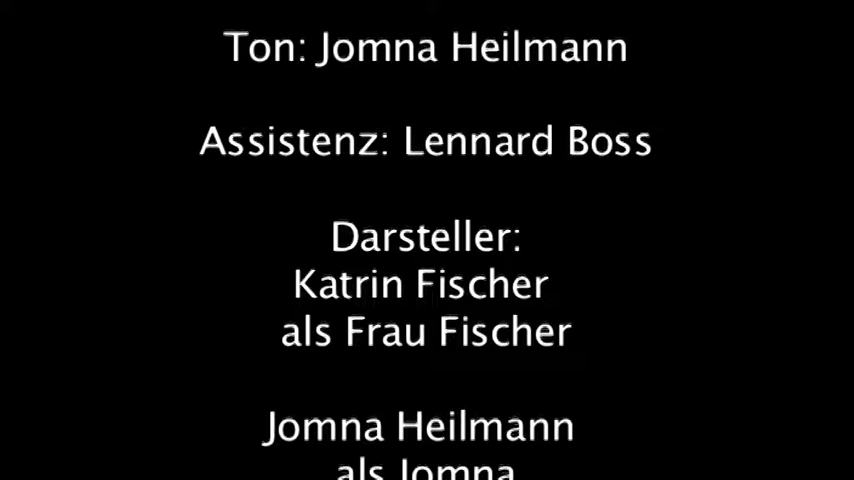 Ton: Jomna Heilmann
Assistenz: Lennard Boss
Darsteller:
Katrin Fischer
als Frau Fischer
Jomna Heilmann
als Jomna